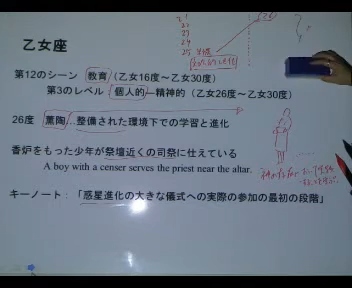 乙女座
第12のシーン 教育/(乙女16度~乙女30度)
第3のレベル 個人的―精神的 (乙女26度~乙女30度)
26度 薫陶…整備された環境下での学習と進化
香炉をもった少年が祭壇近くの司祭に仕えている
A boy with a censer serves the priest near the altar.
キーノート：「惑星進化の大きな儀式への実際の参加の最初の段階」
22
23
24
25
26